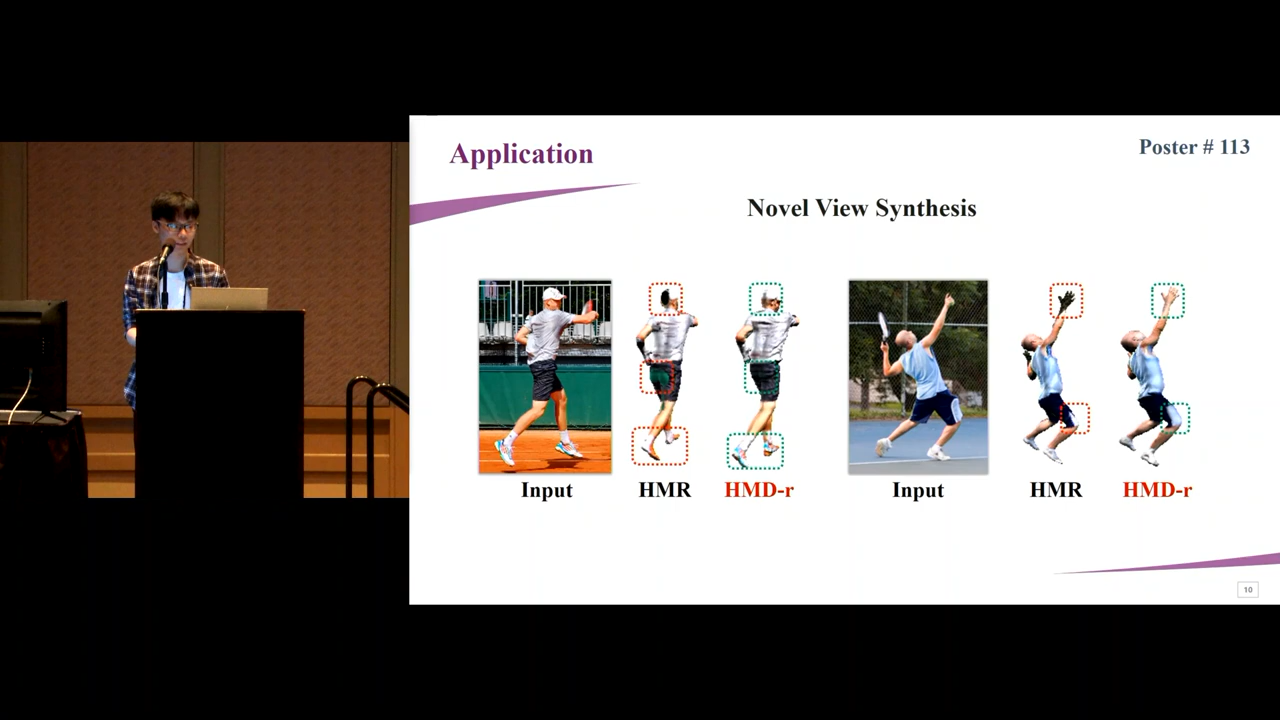 Application
Poster # 113
Novel View Synthesis
Input
HMR
HMD-r
Input
HMR
HMD-r
10